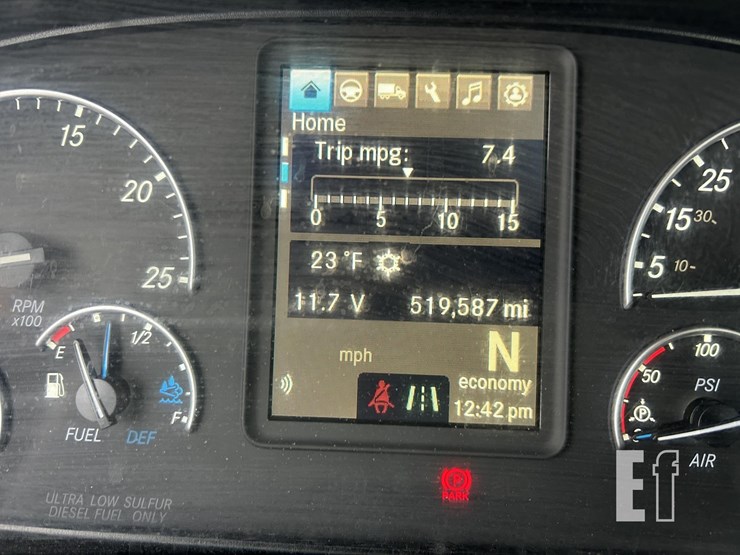 Home
Trip mpg: 7.4
0 5 10 15
23 °F
11.7 V 519,587 mi
N
mph
economy
12:42 pm
15
20
25
RPM
x100
E
1/2
F
FUEL DEF
ULTRA LOW SULFUR
DIESEL FUEL ONLY
PARK
25
15 30
5 10
50
100
PSI
P
AIR
Ef